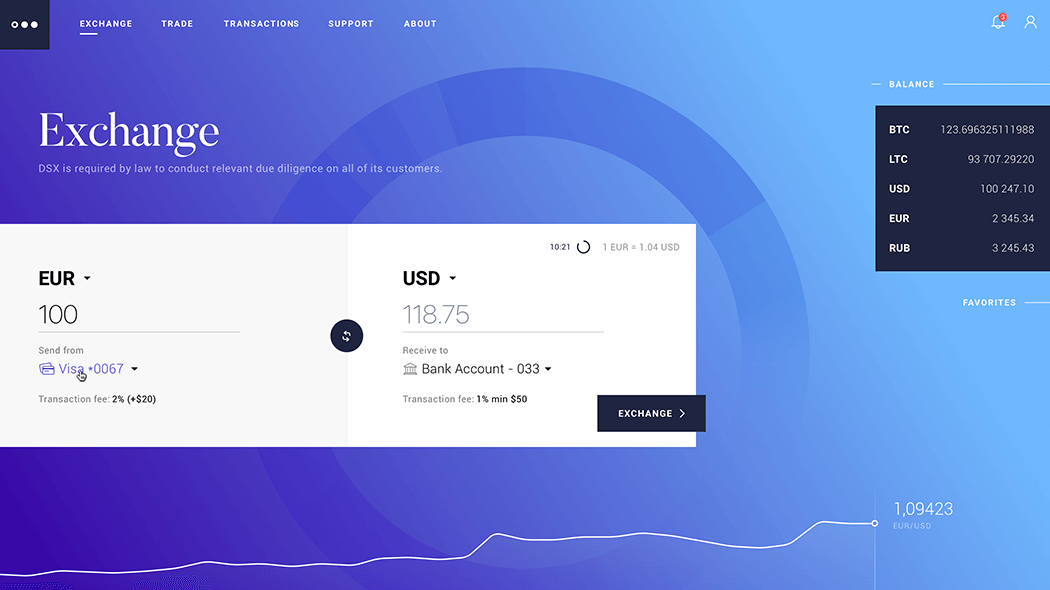 EXCHANGE TRADE TRANSACTIONS SUPPORT ABOUT
3
Exchange
DSX is required by law to conduct relevant due diligence on all of its customers.
BALANCE
BTC 123.696325111988
LTC 93 707.29220
USD 100 247.10
EUR 2 345.34
RUB 3 245.43
FAVORITES
10:21 1 EUR = 1.04 USD
EUR
100
Send from
Visa *0067
Transaction fee: 2% (+$20)
USD
118.75
Receive to
Bank Account - 033
Transaction fee: 1% min $50
EXCHANGE
1,09423
EUR/USD